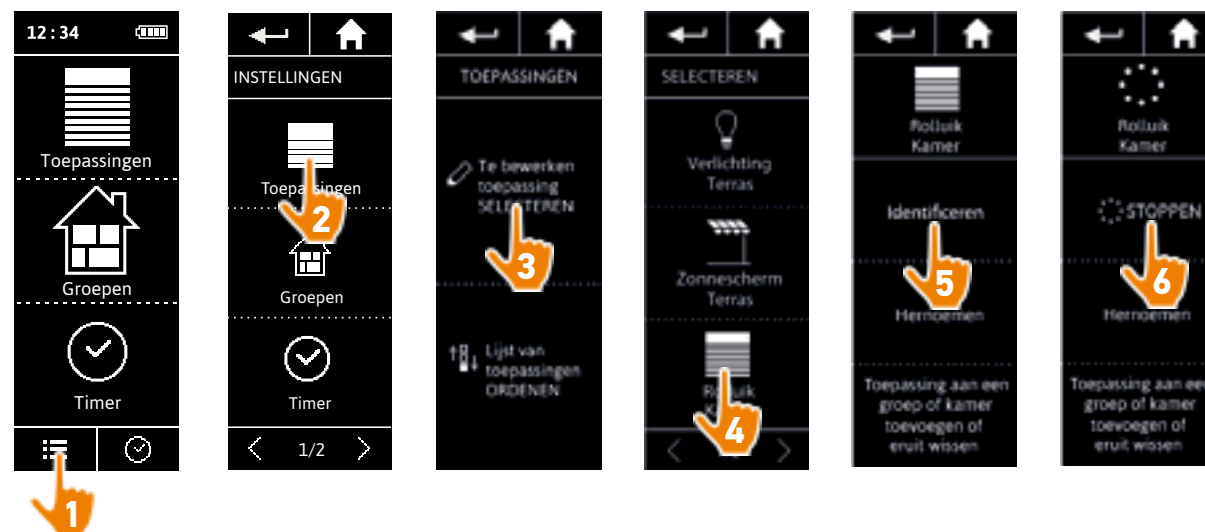 12:34
Toepassingen
Groepen
Timer
1
INSTELLINGEN
Toepassingen
2
Groepen
Timer
1/2
TOEPASSINGEN
Te bewerken
toepassing
SELECTEREN
3
Lijst van
toepassingen
ORDENEN
SELECTEREN
Verlichting
Terras
Zonnescherm
Terras
Rolluik
4
Rolluik
Kamer
Identificeren
5
Hernoemen
Toepassing aan een
groep of kamer
toevoegen of
eruit wissen
Rolluik
Kamer
STOPPEN
6
Hernoemen
Toepassing aan een
groep of kamer
toevoegen of
eruit wissen